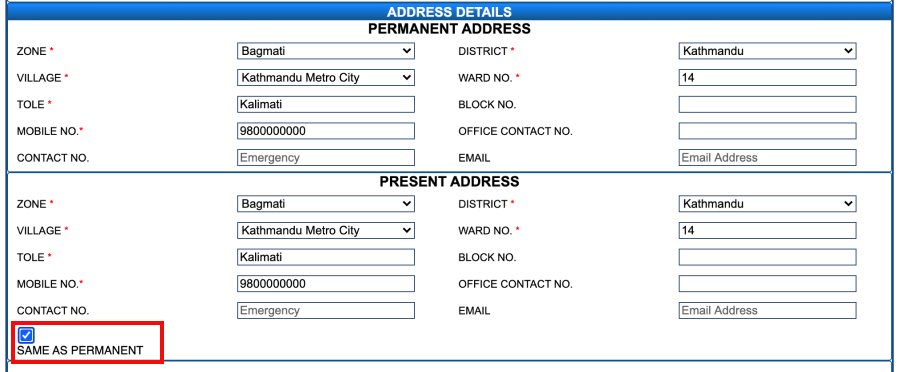 ADDRESS DETAILS
PERMANENT ADDRESS
ZONE * Bagmati DISTRICT * Kathmandu
VILLAGE * Kathmandu Metro City WARD NO. * 14
TOLE * Kalimati BLOCK NO.
MOBILE NO.* 9800000000 OFFICE CONTACT NO.
CONTACT NO. Emergency EMAIL Email Address
PRESENT ADDRESS
ZONE * Bagmati DISTRICT * Kathmandu
VILLAGE * Kathmandu Metro City WARD NO. * 14
TOLE * Kalimati BLOCK NO.
MOBILE NO.* 9800000000 OFFICE CONTACT NO.
CONTACT NO. Emergency EMAIL Email Address
SAME AS PERMANENT